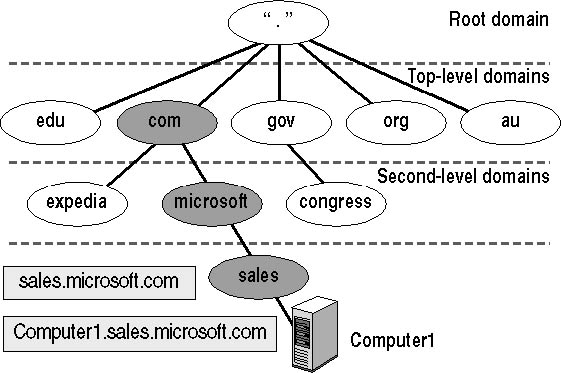 “.”
Root domain
Top-level domains
edu
com
gov
org
au
Second-level domains
expedia
microsoft
congress
sales.microsoft.com
sales
Computer1.sales.microsoft.com
Computer1